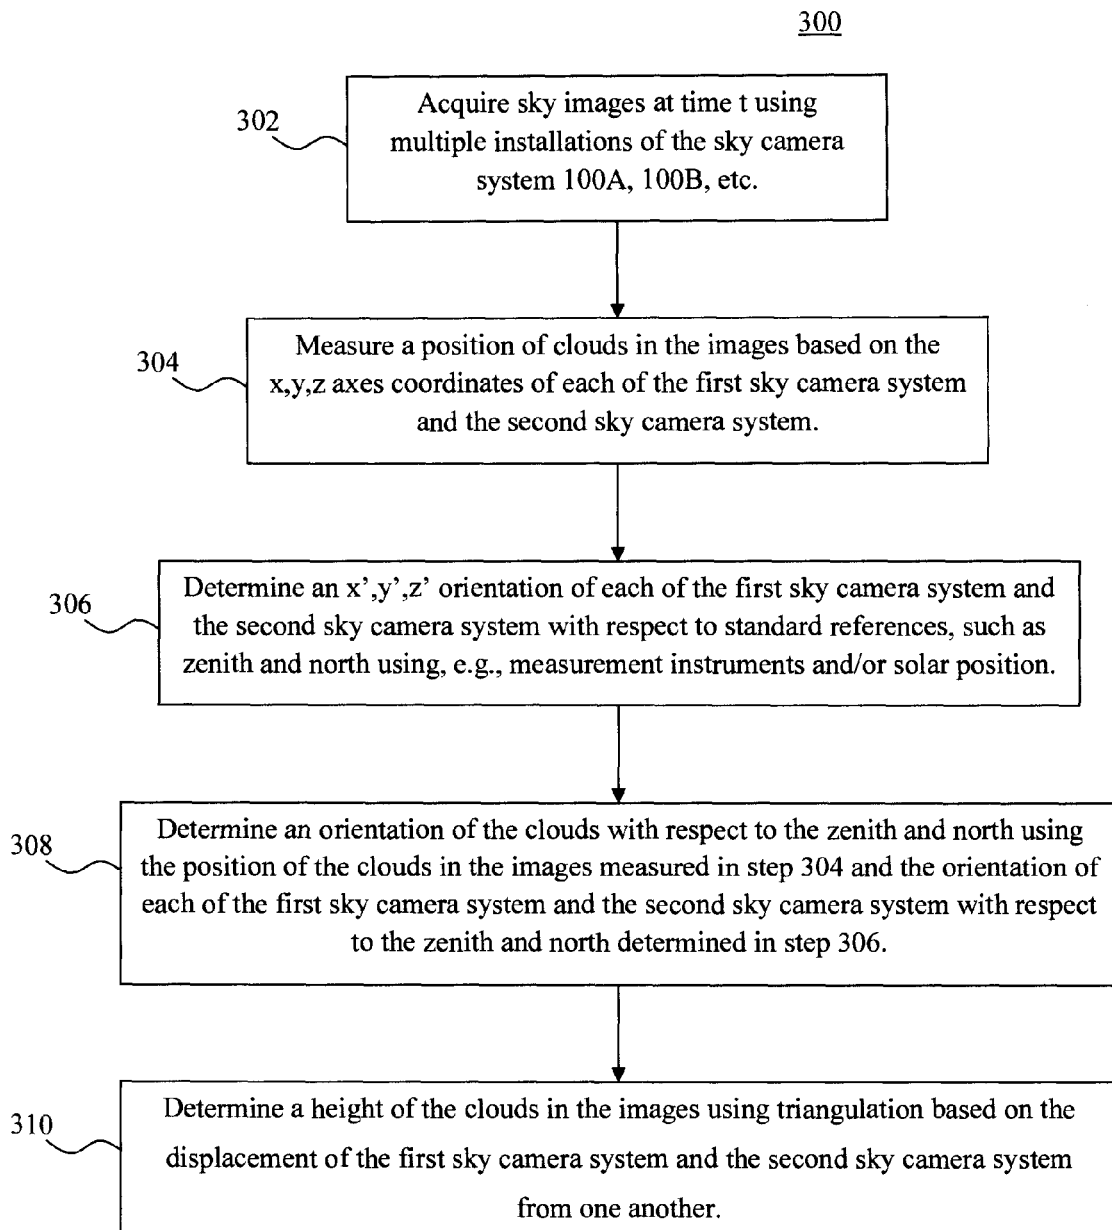 300
302
Acquire sky images at time t using
multiple installations of the sky camera
system 100A, 100B, etc.
304
Measure a position of clouds in the images based on the
x,y,z axes coordinates of each of the first sky camera system
and the second sky camera system.
306
Determine an x’,y’,z’ orientation of each of the first sky camera system and
the second sky camera system with respect to standard references, such as
zenith and north using, e.g., measurement instruments and/or solar position.
308
Determine an orientation of the clouds with respect to the zenith and north using
the position of the clouds in the images measured in step 304 and the orientation of
each of the first sky camera system and the second sky camera system with respect
to the zenith and north determined in step 306.
310
Determine a height of the clouds in the images using triangulation based on the
displacement of the first sky camera system and the second sky camera system
from one another.